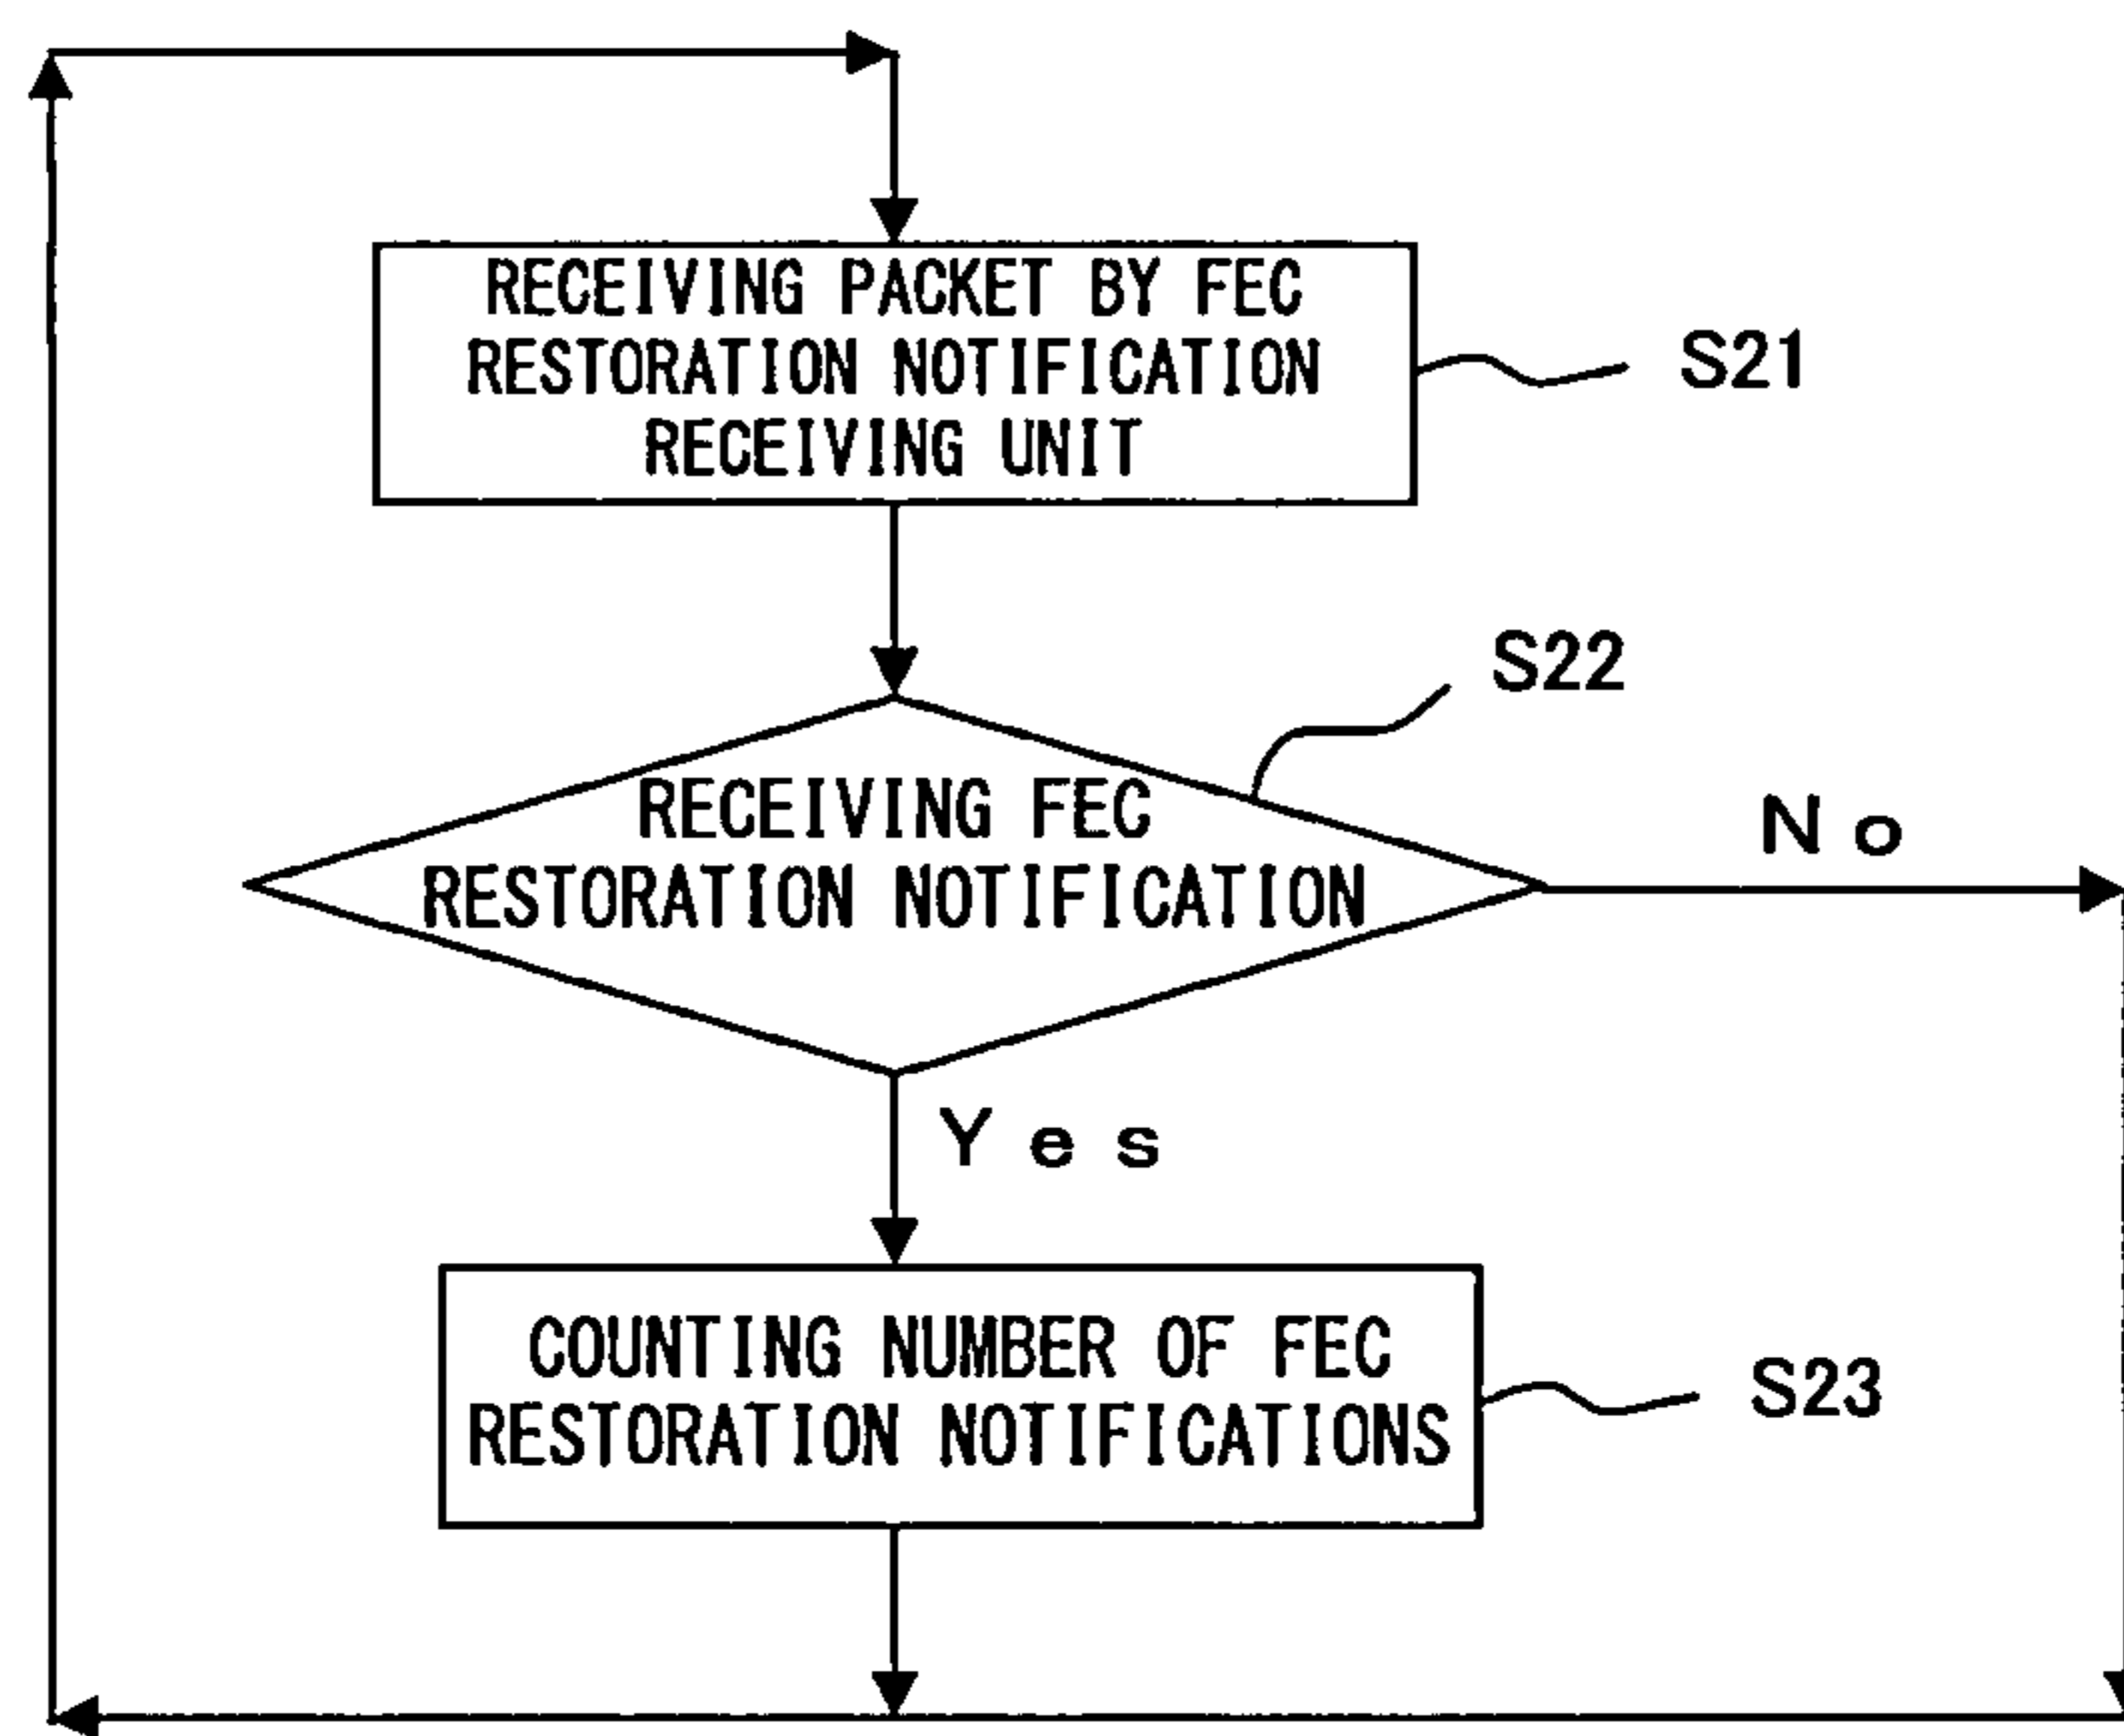 RECEIVING PACKET BY FEC
RESTORATION NOTIFICATION
RECEIVING UNIT
S21
S22
RECEIVING FEC
RESTORATION NOTIFICATION
No
Yes
COUNTING NUMBER OF FEC
RESTORATION NOTIFICATIONS
S23